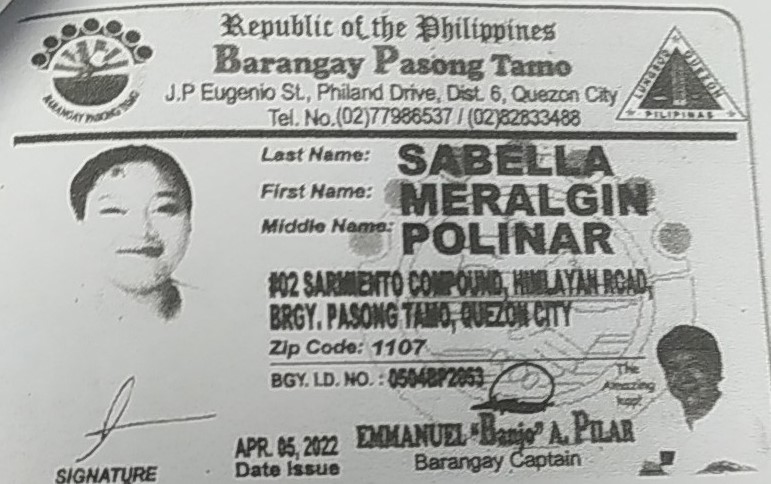 Republic of the Philippines
Barangay Pasong Tamo
J.P Eugenio St., Philand Drive, Dist. 6, Quezon City
Tel. No.(02)77986537 / (02)82833488
BARANGAY PASONG TAMO
LUNGSOD QUEZON
PILIPINAS
Last Name: SABELLA
First Name: MERALGIN
Middle Name: POLINAR
#02 SARMIENTO COMPOUND, HIMLAYAN ROAD,
BRGY. PASONG TAMO, QUEZON CITY
Zip Code: 1107
BGY. I.D. NO. :
The
Amazing
APR. 05, 2022 EMMANUEL "Banjo" A. PILAR
SIGNATURE Date Issue Barangay Captain